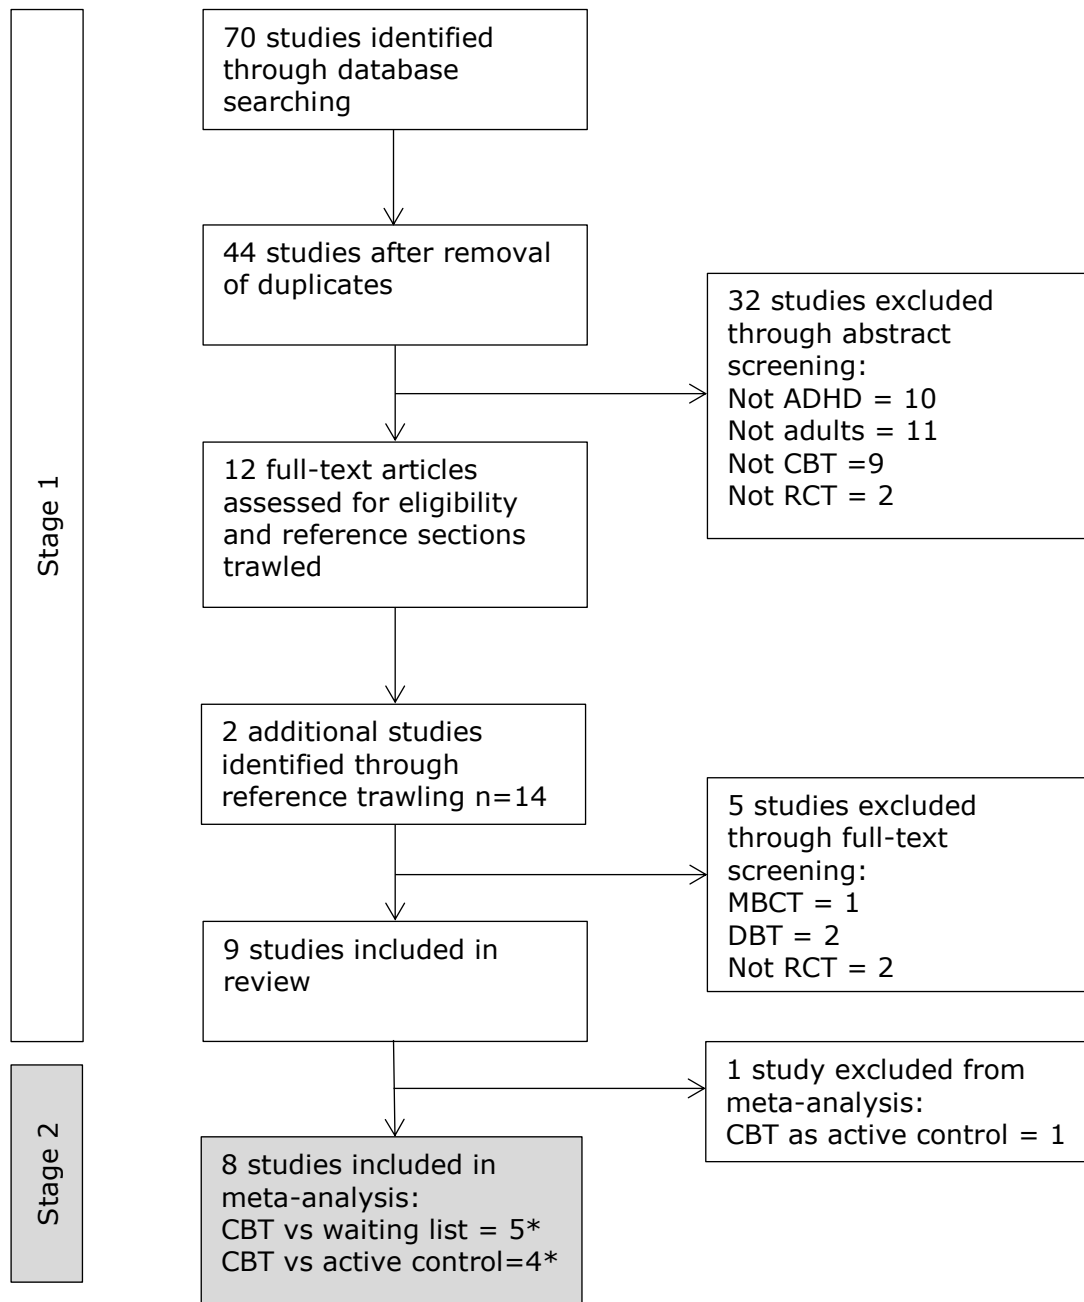 70 studies identified
through database
searching
44 studies after removal
of duplicates
32 studies excluded
through abstract
screening:
Not ADHD = 10
Not adults = 11
Not CBT =9
Not RCT = 2
12 full-text articles
assessed for eligibility
and reference sections
trawled
Stage 1
2 additional studies
identified through
reference trawling n=14
5 studies excluded
through full-text
screening:
MBCT = 1
DBT = 2
Not RCT = 2
9 studies included in
review
1 study excluded from
meta-analysis:
CBT as active control = 1
Stage 2
8 studies included in
meta-analysis:
CBT vs waiting list = 5*
CBT vs active control=4*